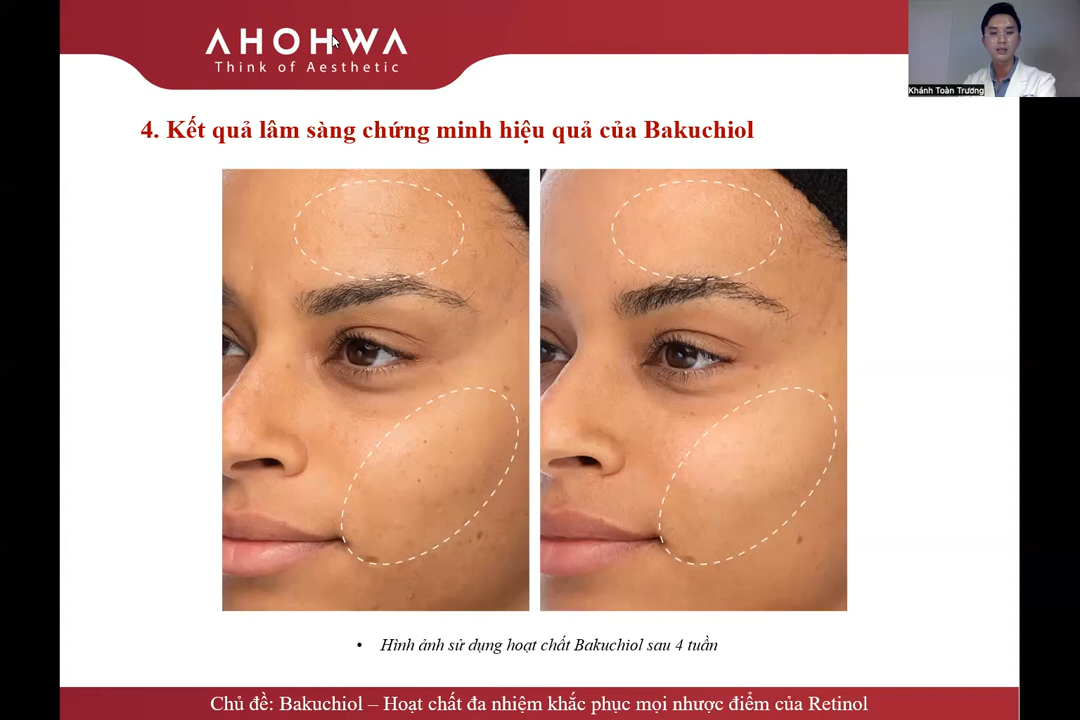 AHOHWA
Think of Aesthetic
Khánh Toàn Trương
4. Kết quả lâm sàng chứng minh hiệu quả của Bakuchiol
• Hình ảnh sử dụng hoạt chất Bakuchiol sau 4 tuần
Chủ đề: Bakuchiol – Hoạt chất đa nhiệm khắc phục mọi nhược điểm của Retinol